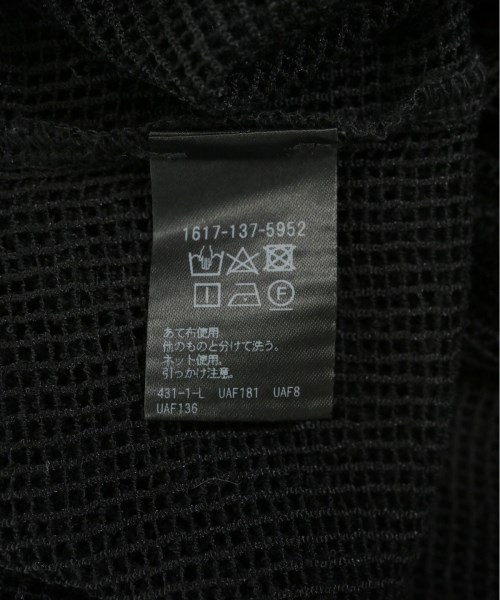 1617-137-5952
F
あて布使用
他のものと分けて洗う。
ネット使用。
引っかけ注意。
431-1-L UAF181 UAF8
UAF136